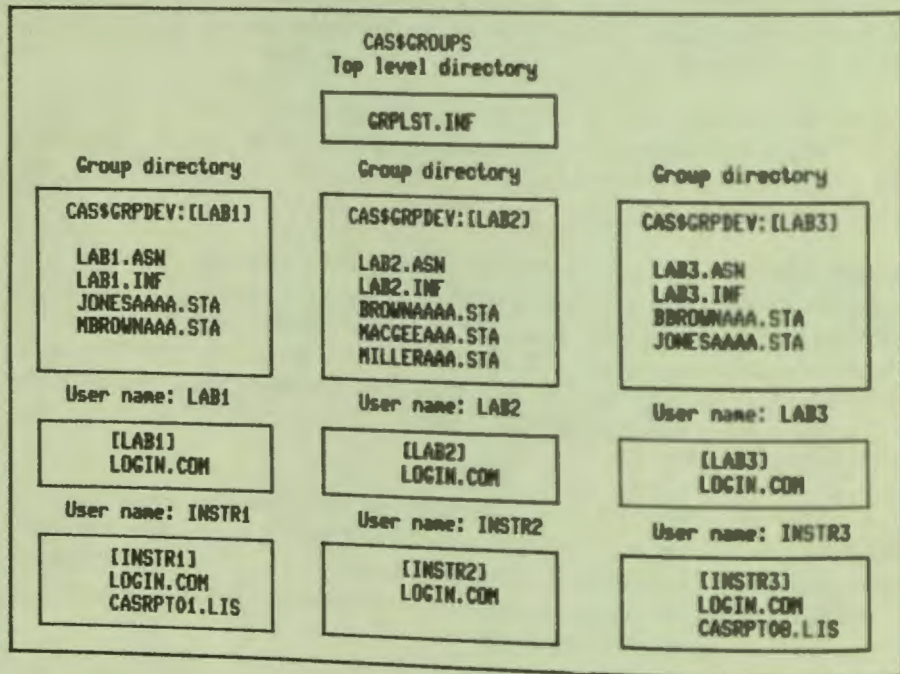 CAS$GROUPS
Top level directory
GRPLST.INF
Group directory
CAS$GRPDEV:[LAB1]
LAB1.ASN
LAB1.INF
JONESAAAA.STA
MBROWNAAA.STA
User name: LAB1
[LAB1]
LOGIN.COM
User name: INSTR1
[INSTR1]
LOGIN.COM
CASRPT01.LIS
Group directory
CAS$GRPDEV:[LAB2]
LAB2.ASN
LAB2.INF
BROWNAAAA.STA
MACGEEAAA.STA
MILLERAAA.STA
User name: LAB2
[LAB2]
LOGIN.COM
User name: INSTR2
[INSTR2]
LOGIN.COM
Group directory
CAS$GRPDEV:[LAB3]
LAB3.ASN
LAB3.INF
BBROWNAAA.STA
JONESAAAA.STA
User name: LAB3
[LAB3]
LOGIN.COM
User name: INSTR3
[INSTR3]
LOGIN.COM
CASRPT08.LIS